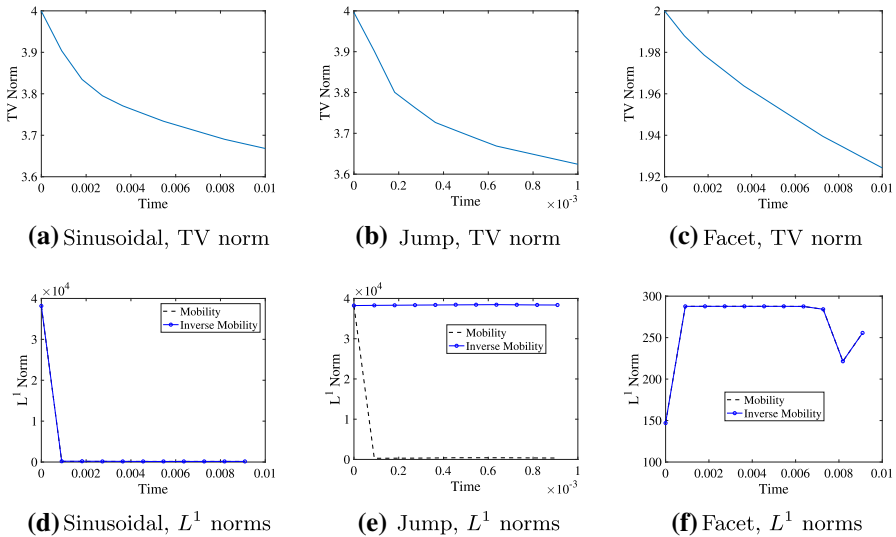 4
3.9
3.8
3.7
3.6
TV Norm
0 0.002 0.004 0.006 0.008 0.01
Time
(a) Sinusoidal, TV norm
4
3.9
3.8
3.7
3.6
TV Norm
0 0.2 0.4 0.6 0.8 1
Time
×10⁻³
(b) Jump, TV norm
2
1.98
1.96
1.94
1.92
TV Norm
0 0.002 0.004 0.006 0.008 0.01
Time
(c) Facet, TV norm
×10⁴
4
3
2
1
0
L¹ Norm
Mobility
Inverse Mobility
0 0.002 0.004 0.006 0.008 0.01
Time
(d) Sinusoidal, L¹ norms
×10⁴
4
3
2
1
0
L¹ Norm
Mobility
Inverse Mobility
0 0.2 0.4 0.6 0.8 1
Time
×10⁻³
(e) Jump, L¹ norms
300
250
200
150
100
L¹ Norm
Mobility
Inverse Mobility
0 0.002 0.004 0.006 0.008 0.01
Time
(f) Facet, L¹ norms